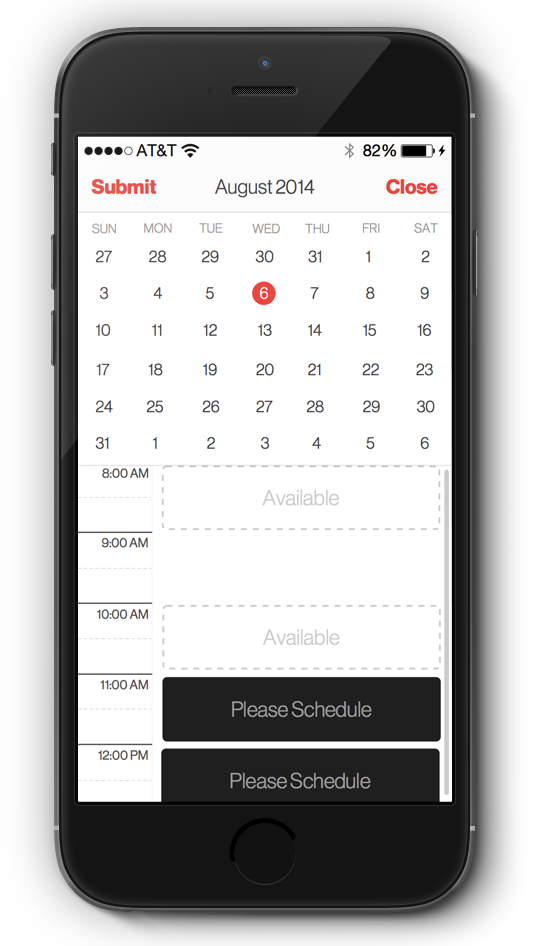 AT&T 82%
Submit August 2014 Close
SUN MON TUE WED THU FRI SAT
27 28 29 30 31 1 2
3 4 5 6 7 8 9
10 11 12 13 14 15 16
17 18 19 20 21 22 23
24 25 26 27 28 29 30
31 1 2 3 4 5 6
8:00 AM
Available
9:00 AM
10:00 AM
Available
11:00 AM
Please Schedule
12:00 PM
Please Schedule